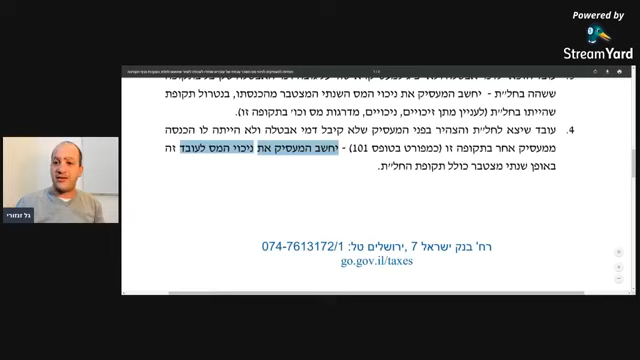 Powered by
StreamYard
ששהה בחל״ת - יחשב המעסיק את ניכוי המס השנתי המצטבר מהכנסתו, בנטרול תקופת
שהייתו בחל״ת (לעניין מתן זיכויים, ניכויים, מדרגות מס וכו׳ בתקופה זו).
4. עובד שיצא לחל״ת והצהיר בפני המעסיק שלא קיבל דמי אבטלה ולא הייתה לו הכנסה
ממעסיק אחר בתקופה זו (כמפורט בטופס 101) - יחשב המעסיק את ניכוי המס לעובד זה
באופן שנתי מצטבר כולל תקופת החל״ת.
גל זנזורי
רח׳ בנק ישראל 7, ירושלים טל: 074-7613172/1
go.gov.il/taxes